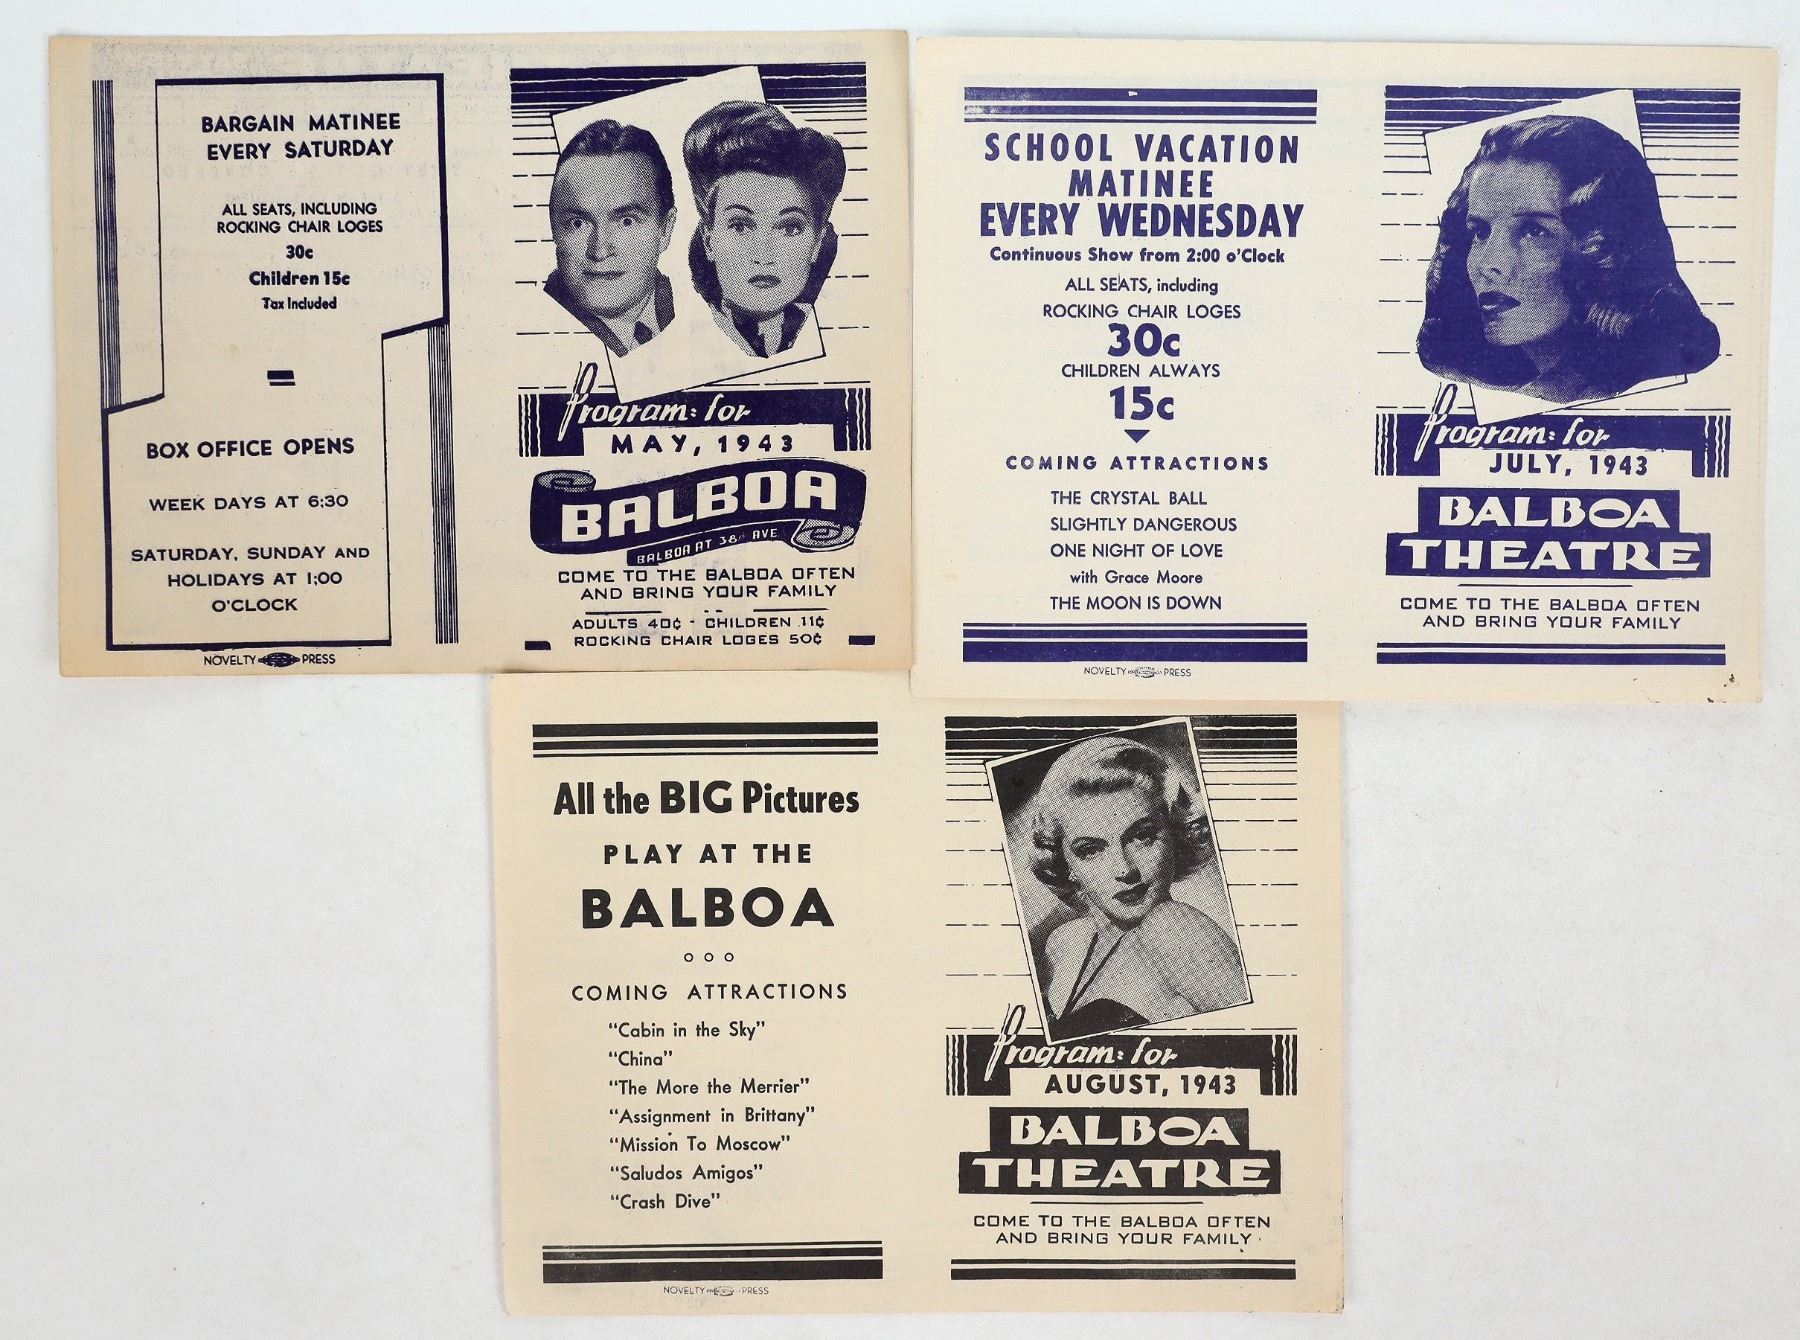 BARGAIN MATINEE
EVERY SATURDAY
ALL SEATS, INCLUDING
ROCKING CHAIR LOGES
30c
Children 15c
Tax Included
BOX OFFICE OPENS
WEEK DAYS AT 6:30
SATURDAY, SUNDAY AND
HOLIDAYS AT 1:00
O'CLOCK
NOVELTY PRESS
Program: for
MAY, 1943
BALBOA
BALBOA AT 38th AVE.
COME TO THE BALBOA OFTEN
AND BRING YOUR FAMILY
ADULTS 40¢ - CHILDREN 11¢
ROCKING CHAIR LOGES 50¢
SCHOOL VACATION
MATINEE
EVERY WEDNESDAY
Continuous Show from 2:00 o'Clock
ALL SEATS, including
ROCKING CHAIR LOGES
30c
CHILDREN ALWAYS
15c
COMING ATTRACTIONS
THE CRYSTAL BALL
SLIGHTLY DANGEROUS
ONE NIGHT OF LOVE
with Grace Moore
THE MOON IS DOWN
NOVELTY PRESS
Program: for
JULY, 1943
BALBOA
THEATRE
COME TO THE BALBOA OFTEN
AND BRING YOUR FAMILY
All the BIG Pictures
PLAY AT THE
BALBOA
COMING ATTRACTIONS
"Cabin in the Sky"
"China"
"The More the Merrier"
"Assignment in Brittany"
"Mission To Moscow"
"Saludos Amigos"
"Crash Dive"
NOVELTY PRESS
Program: for
AUGUST, 1943
BALBOA
THEATRE
COME TO THE BALBOA OFTEN
AND BRING YOUR FAMILY